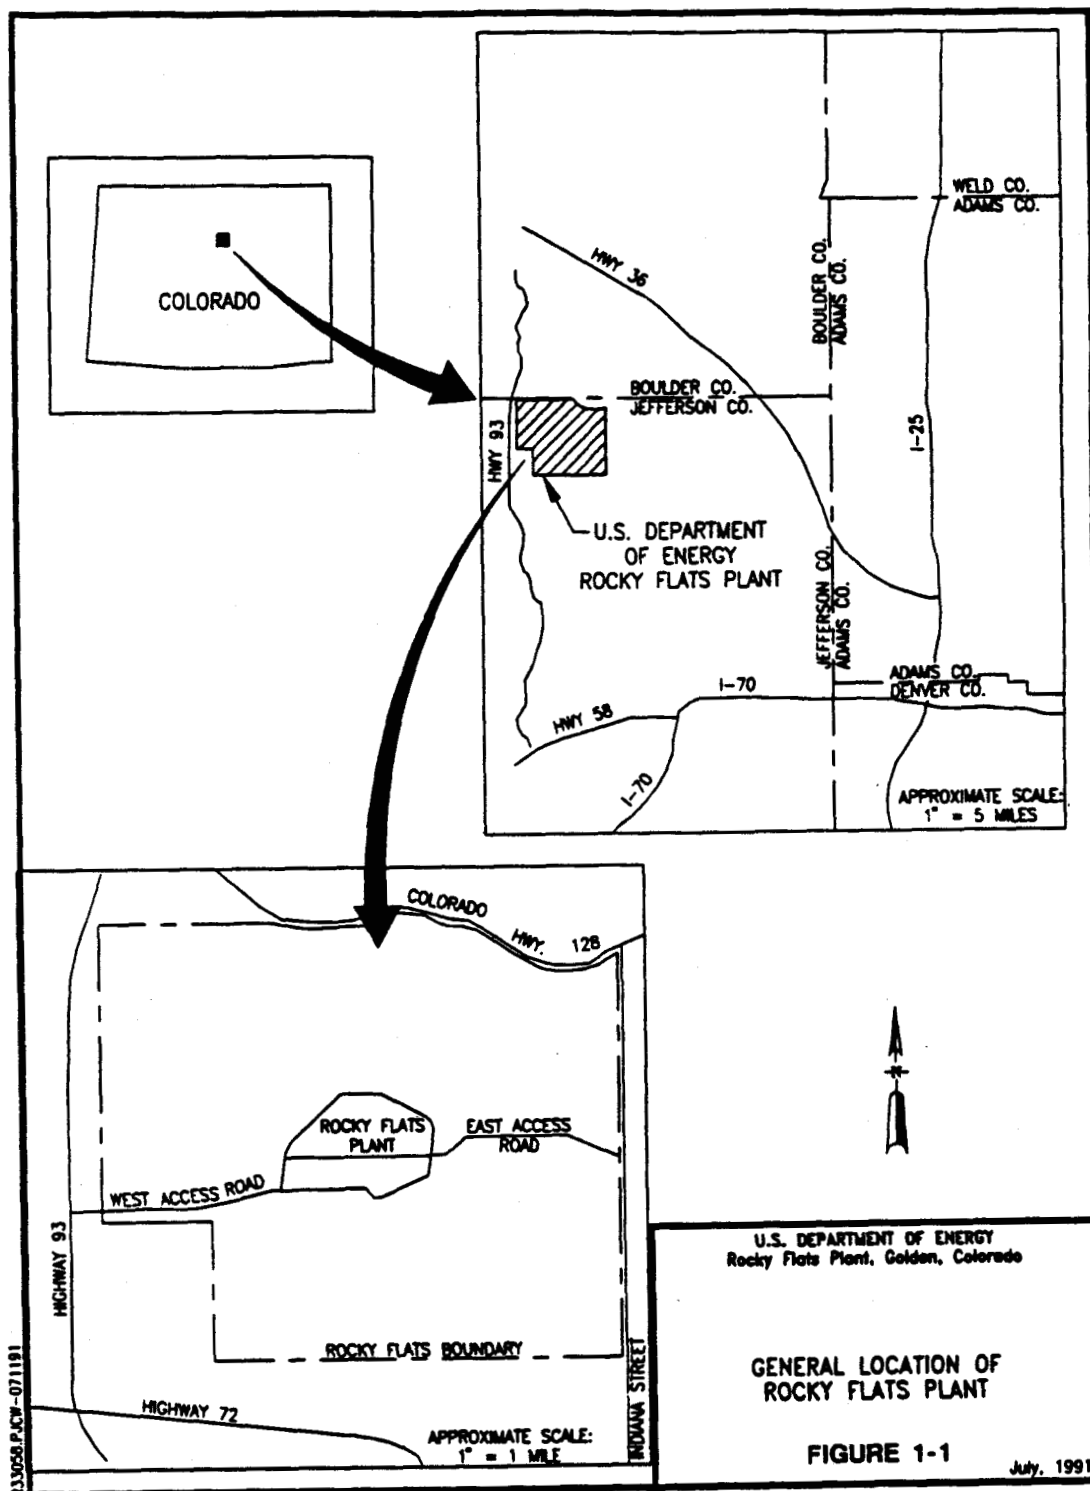 COLORADO
WELD CO.
ADAMS CO.
HWY 36
BOULDER CO.
ADAMS CO.
BOULDER CO.
JEFFERSON CO.
HWY 93
I-25
U.S. DEPARTMENT
OF ENERGY
ROCKY FLATS PLANT
JEFFERSON CO.
ADAMS CO.
ADAMS CO.
DENVER CO.
I-70
HWY 58
I-70
APPROXIMATE SCALE:
1" = 5 MILES
COLORADO
HWY. 128
ROCKY FLATS
PLANT
EAST ACCESS
ROAD
WEST ACCESS ROAD
HIGHWAY 93
ROCKY FLATS BOUNDARY
INDIANA STREET
HIGHWAY 72
APPROXIMATE SCALE:
1" = 1 MILE
N
U.S. DEPARTMENT OF ENERGY
Rocky Flats Plant, Golden, Colorado
GENERAL LOCATION OF
ROCKY FLATS PLANT
FIGURE 1-1
July, 1991